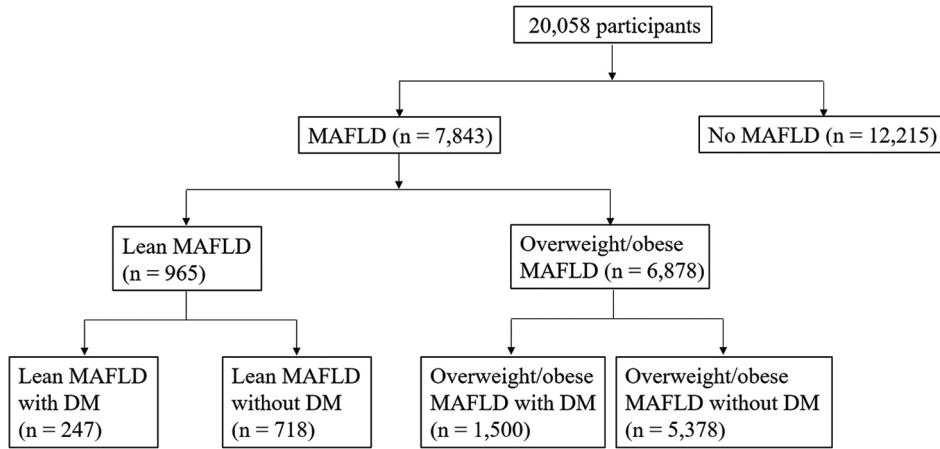 20,058 participants
MAFLD (n = 7,843)
No MAFLD (n = 12,215)
Lean MAFLD
(n = 965)
Overweight/obese
MAFLD (n = 6,878)
Lean MAFLD
with DM
(n = 247)
Lean MAFLD
without DM
(n = 718)
Overweight/obese
MAFLD with DM
(n = 1,500)
Overweight/obese
MAFLD without DM
(n = 5,378)